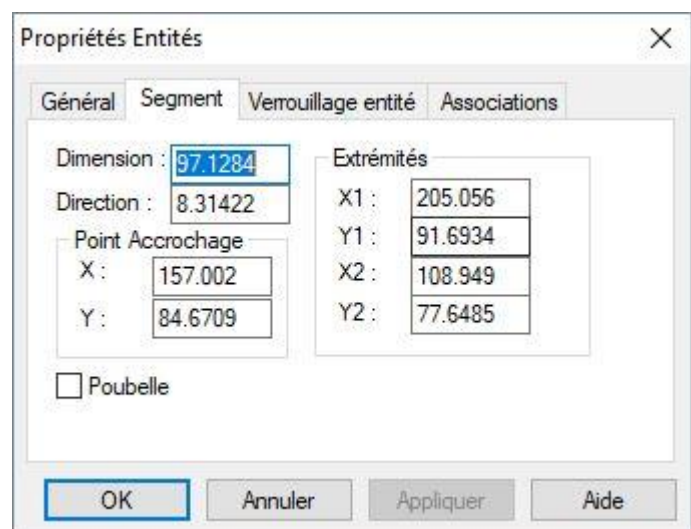 Propriétés Entités
Général Segment Verrouillage entité Associations
Dimension : 97.1284
Direction : 8.31422
Point Accrochage
X : 157.002
Y : 84.6709
Extrémités
X1 : 205.056
Y1 : 91.6934
X2 : 108.949
Y2 : 77.6485
Poubelle
OK Annuler Appliquer Aide